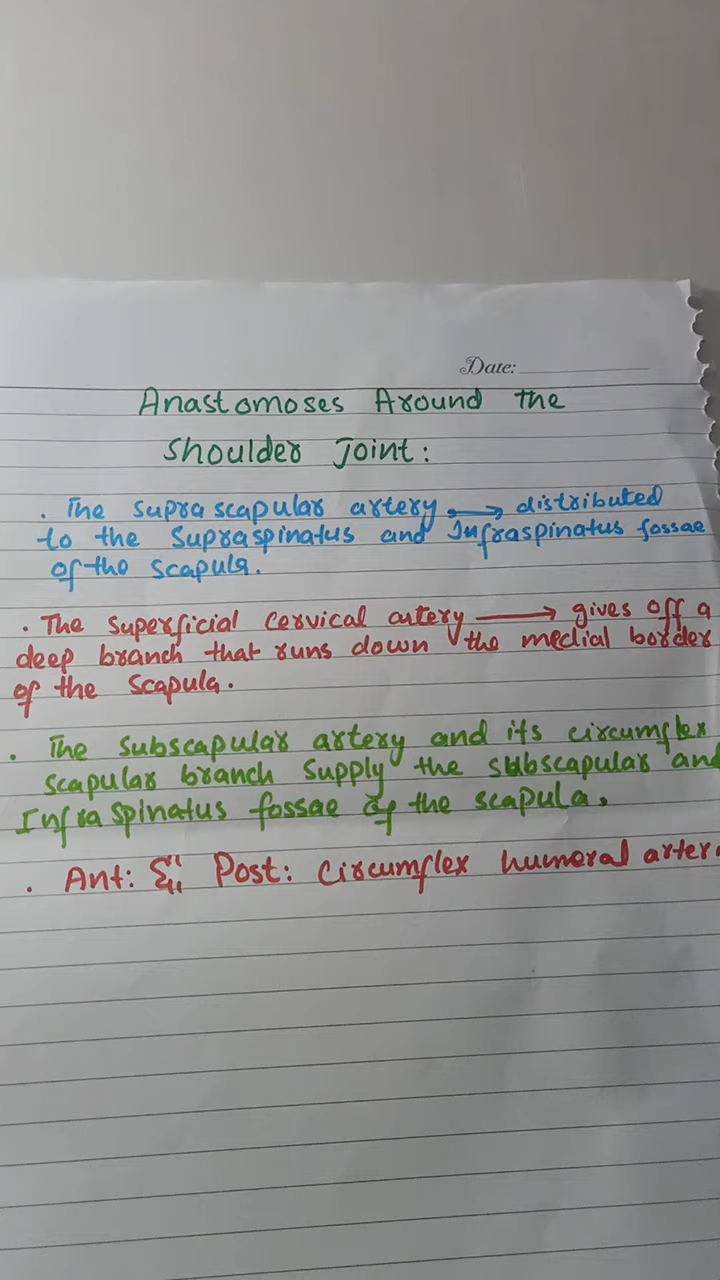 Date:
Anastomoses Around the
Shoulder Joint:
. The suprascapular artery → distributed
to the Supraspinatus and Infraspinatus fossae
of the scapula.
. The superficial cervical artery → gives off a
deep branch that runs down the medial border
of the scapula.
. The subscapular artery and its circumflex
scapular branch supply the subscapular and
Infraspinatus fossae of the scapula.
. Ant: & Post: circumflex humeral arter